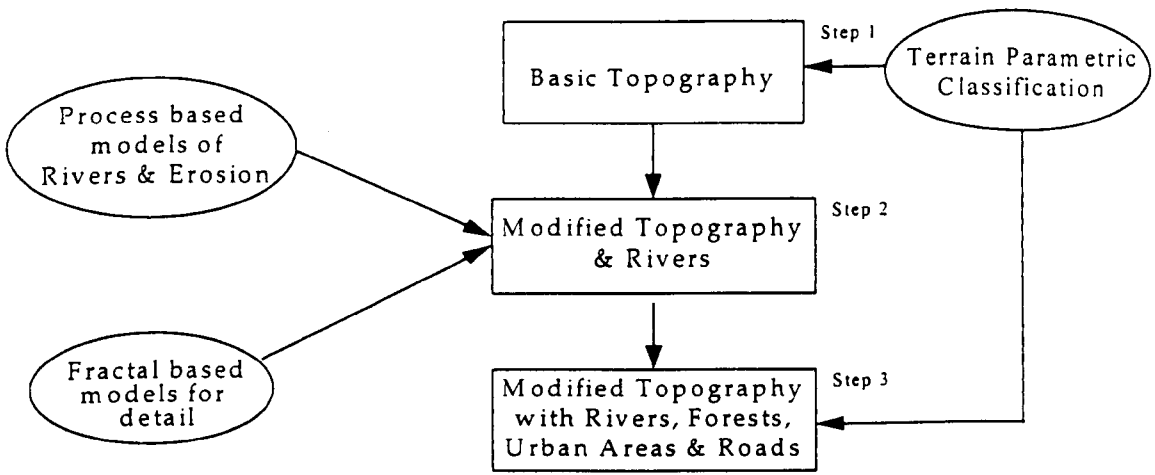 Step 1
Basic Topography
Terrain Parametric
Classification
Process based
models of
Rivers & Erosion
Step 2
Modified Topography
& Rivers
Fractal based
models for
detail
Step 3
Modified Topography
with Rivers, Forests,
Urban Areas & Roads